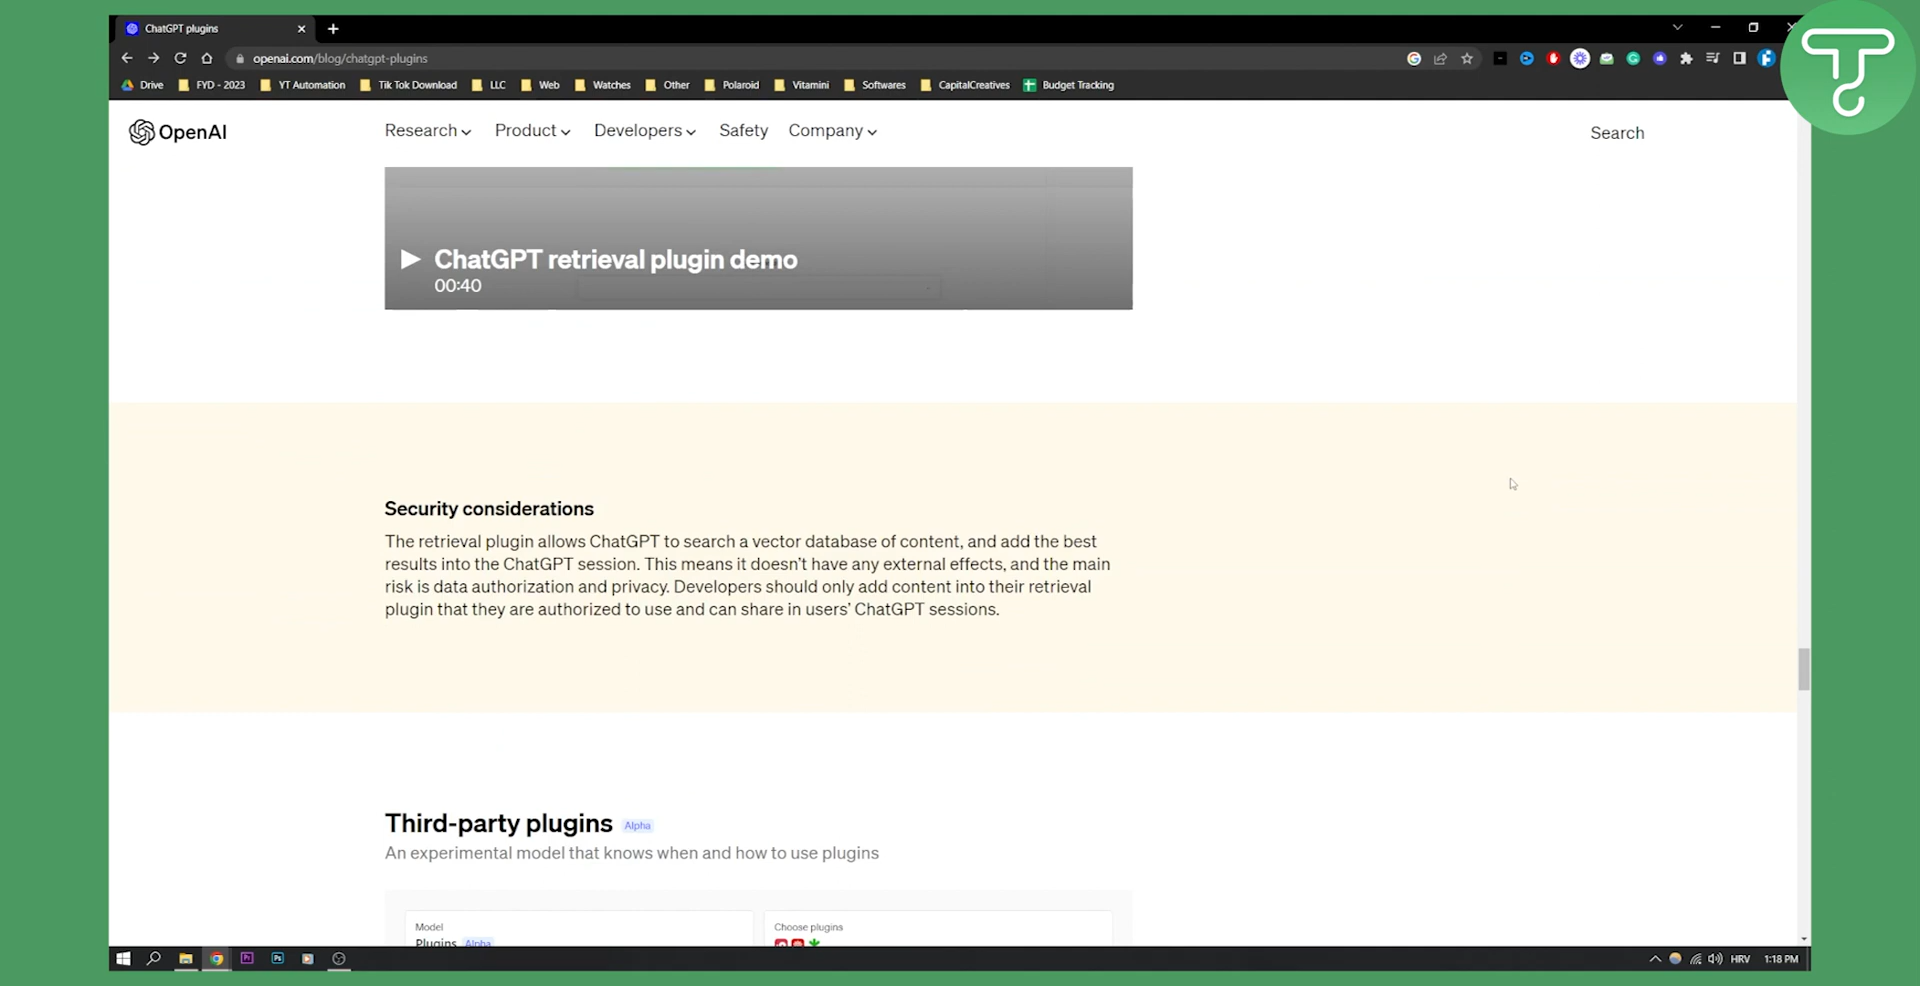 ChatGPT plugins
openai.com/blog/chatgpt-plugins
Drive FYD - 2023 YT Automation Tik Tok Download LLC Web Watches Other Polaroid Vitamini Softwares CapitalCreatives Budget Tracking
OpenAI Research Product Developers Safety Company Search
ChatGPT retrieval plugin demo
00:40
Security considerations
The retrieval plugin allows ChatGPT to search a vector database of content, and add the best
results into the ChatGPT session. This means it doesn’t have any external effects, and the main
risk is data authorization and privacy. Developers should only add content into their retrieval
plugin that they are authorized to use and can share in users’ ChatGPT sessions.
Third-party plugins Alpha
An experimental model that knows when and how to use plugins
Model Choose plugins
Plugins Alpha
Pr Ps HRV 1:18 PM